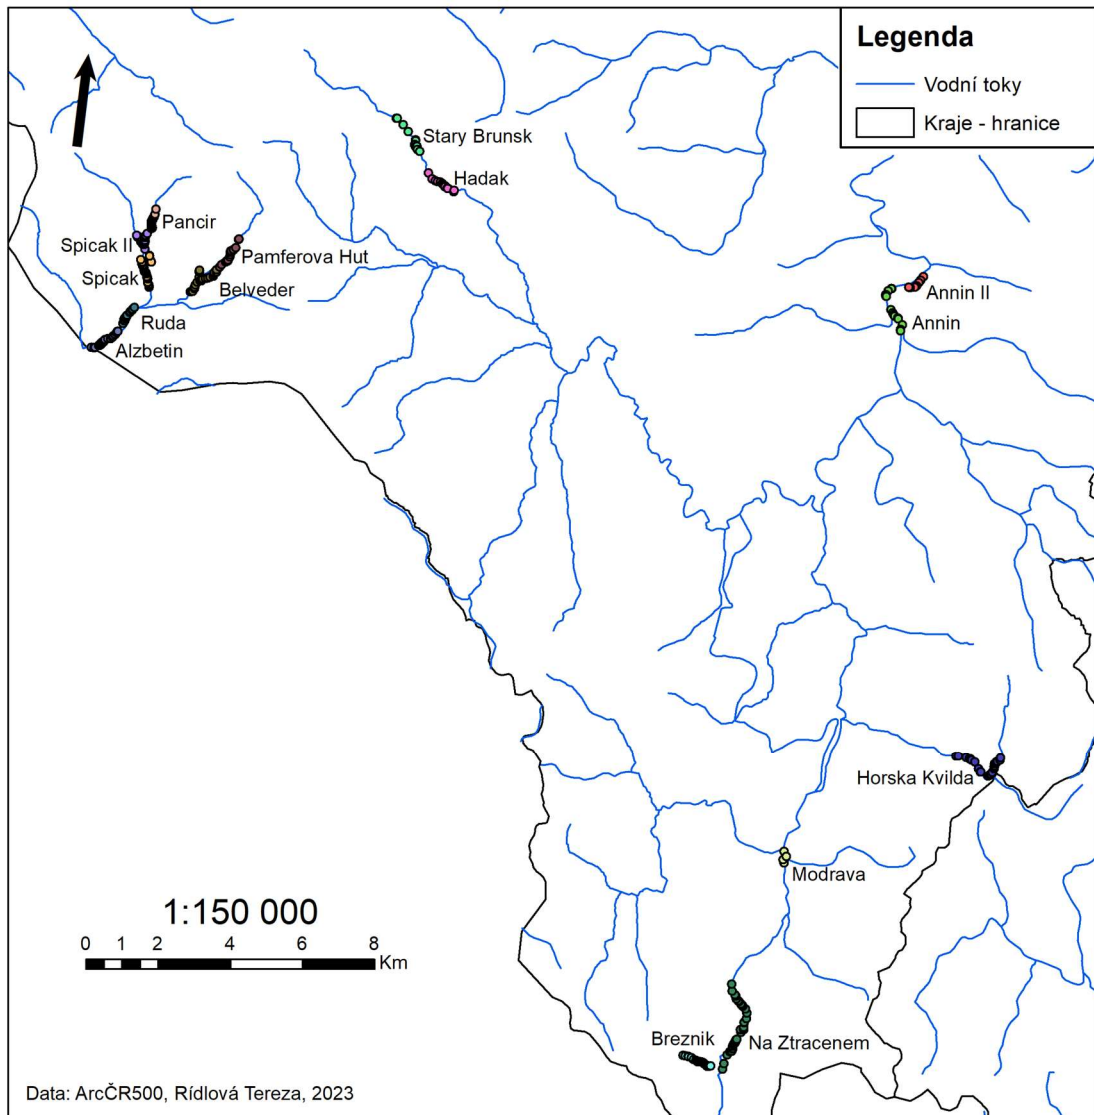 Legenda
Vodní toky
Kraje - hranice
Stary Brunsk
Hadak
Pancir
Spicak II
Pamferova Hut
Spicak
Belveder
Annin II
Ruda
Annin
Alzbetin
Horska Kvilda
Modrava
1:150 000
0 1 2 4 6 8
Km
Breznik
Na Ztracenem
Data: ArcČR500, Rídlová Tereza, 2023